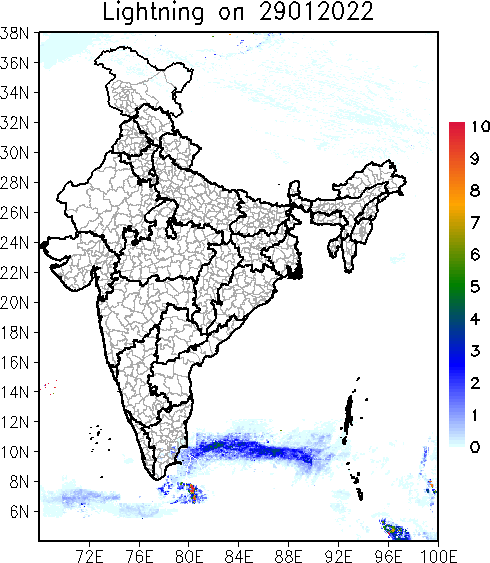 Lightning on 29012022
38N
36N
34N
32N
30N
28N
26N
24N
22N
20N
18N
16N
14N
12N
10N
8N
6N
72E 76E 80E 84E 88E 92E 96E 100E
10
9
8
7
6
5
4
3
2
1
0